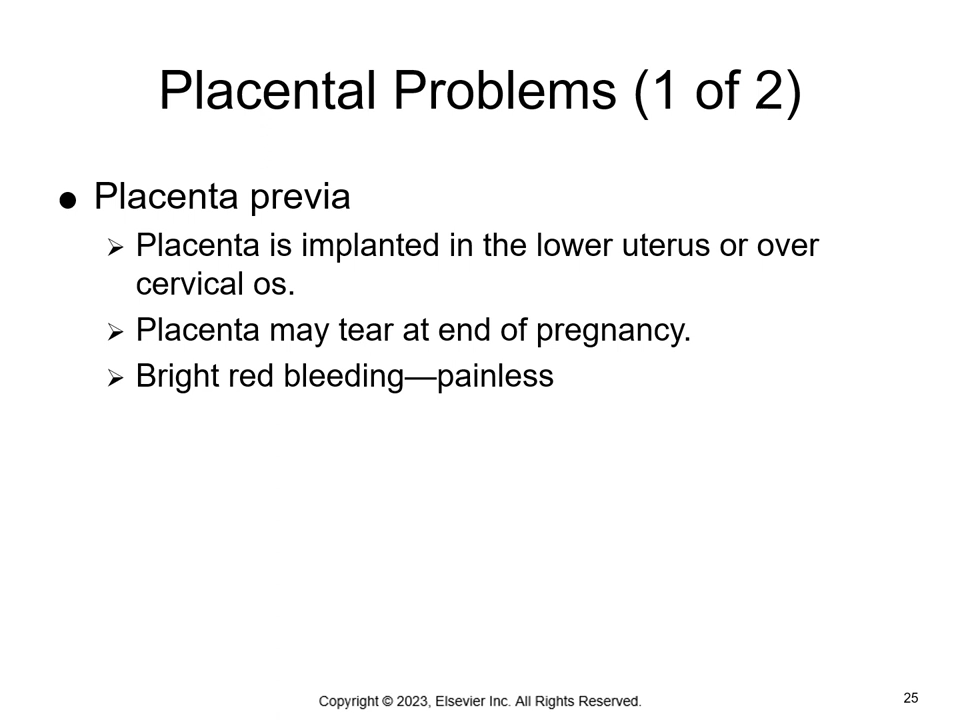 Placental Problems (1 of 2)
● Placenta previa
➢ Placenta is implanted in the lower uterus or over
cervical os.
➢ Placenta may tear at end of pregnancy.
➢ Bright red bleeding—painless
Copyright © 2023, Elsevier Inc. All Rights Reserved.
25